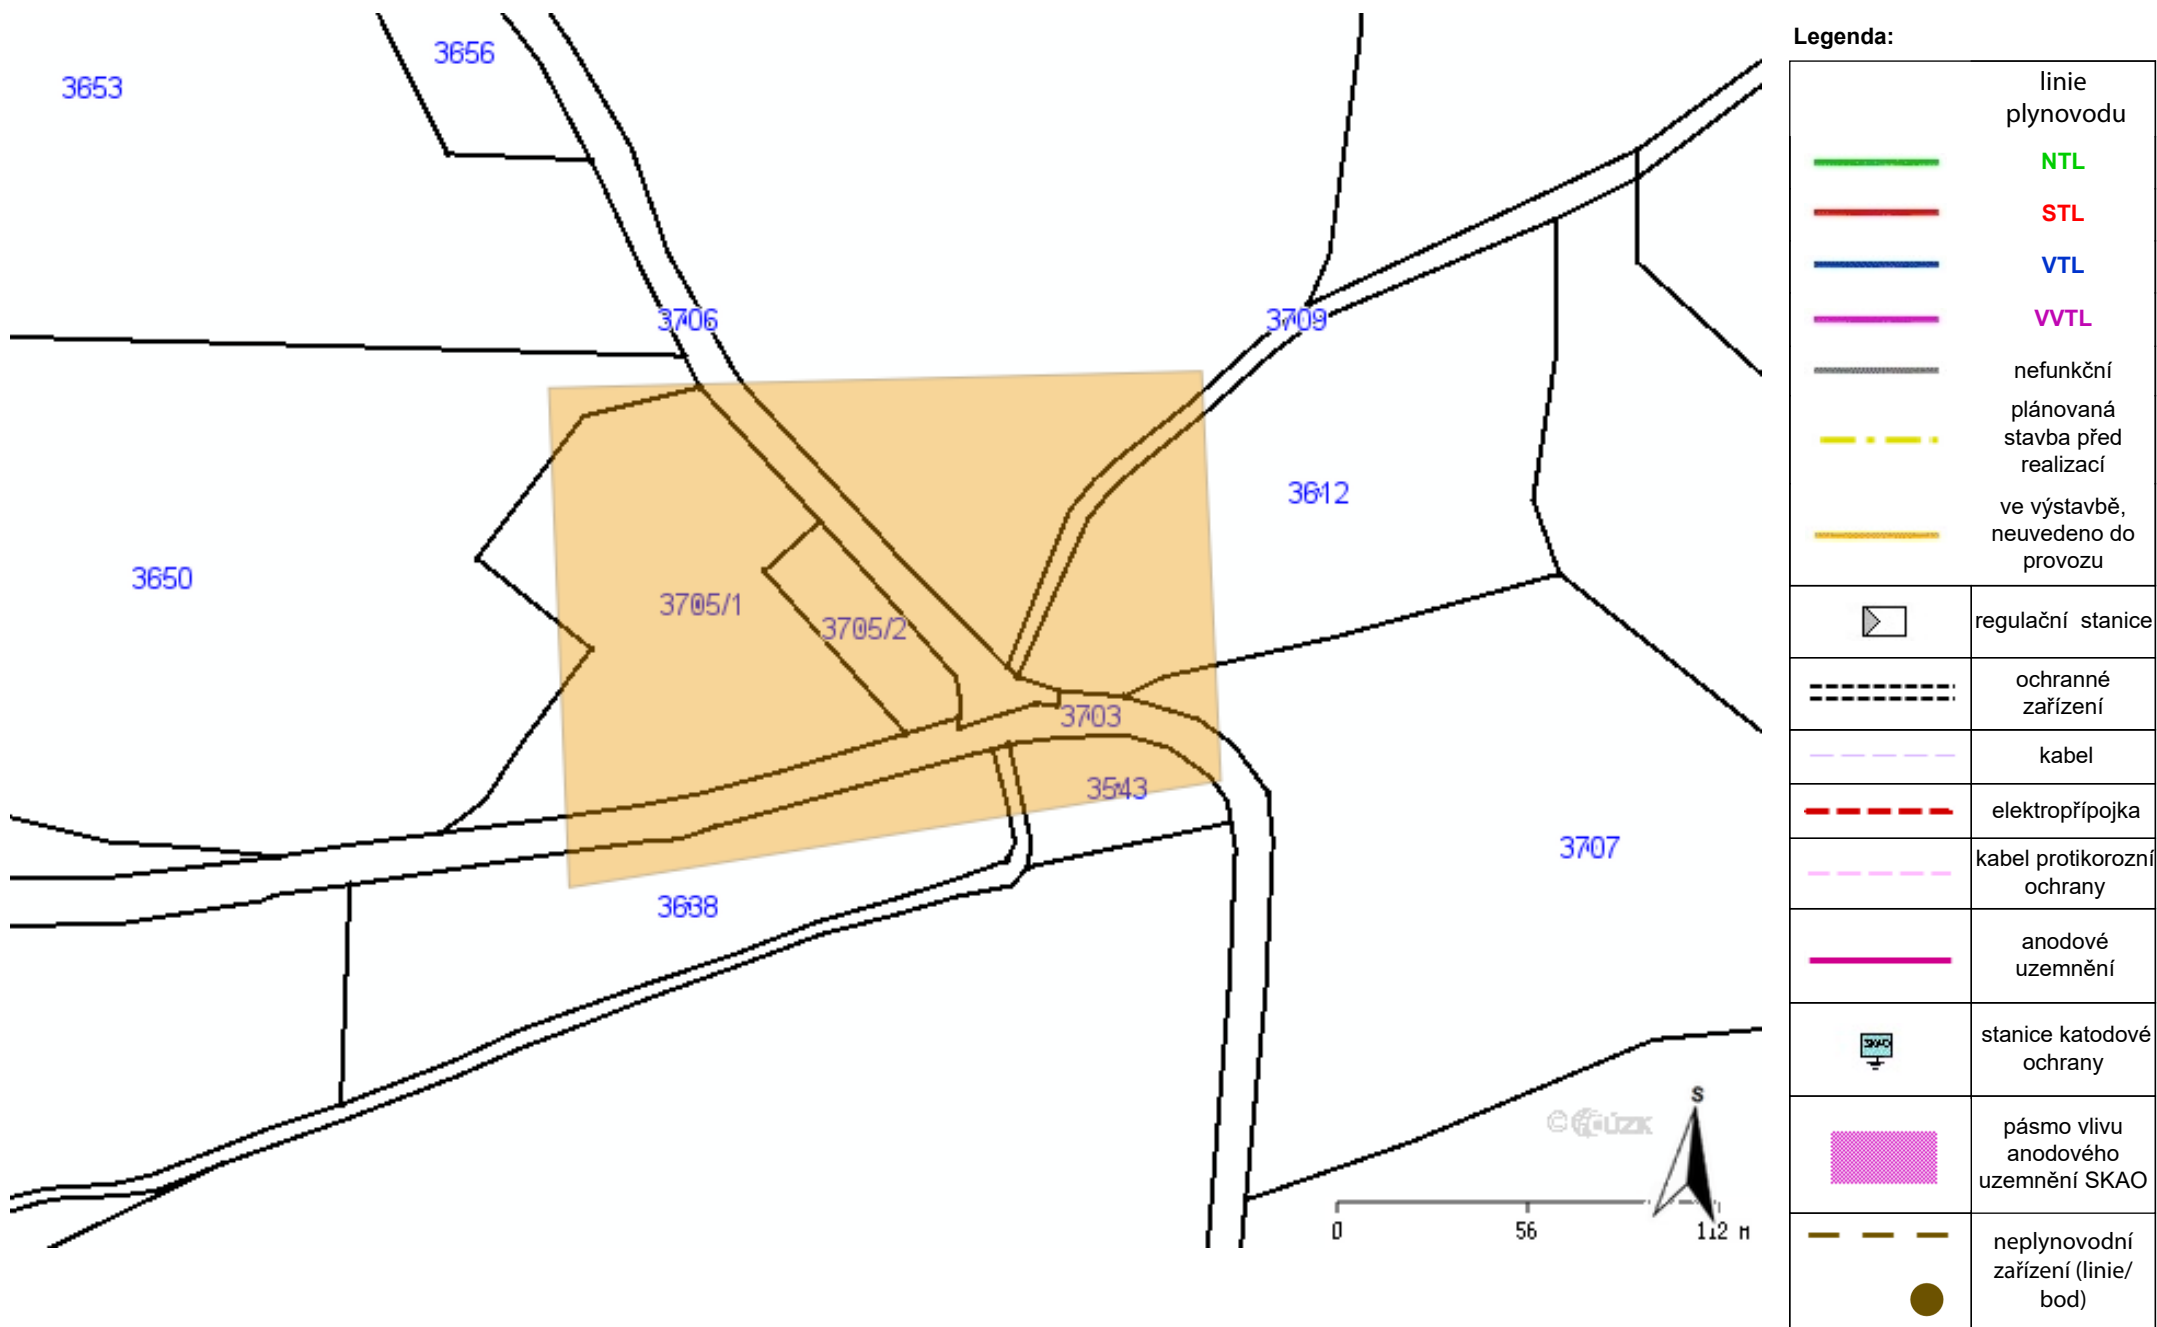 3653
3656
3706
3709
3612
3650
3705/1
3705/2
3703
3543
3707
3638
S
0
56
112 M
© ČÚZK
Legenda:
linie
plynovodu
NTL
STL
VTL
VVTL
nefunkční
plánovaná
stavba před
realizací
ve výstavbě,
neuvedeno do
provozu
regulační stanice
ochranné
zařízení
kabel
elektropřípojka
kabel protikorozní
ochrany
anodové
uzemnění
SKAO
stanice katodové
ochrany
pásmo vlivu
anodového
uzemnění SKAO
neplynovodní
zařízení (linie/
bod)